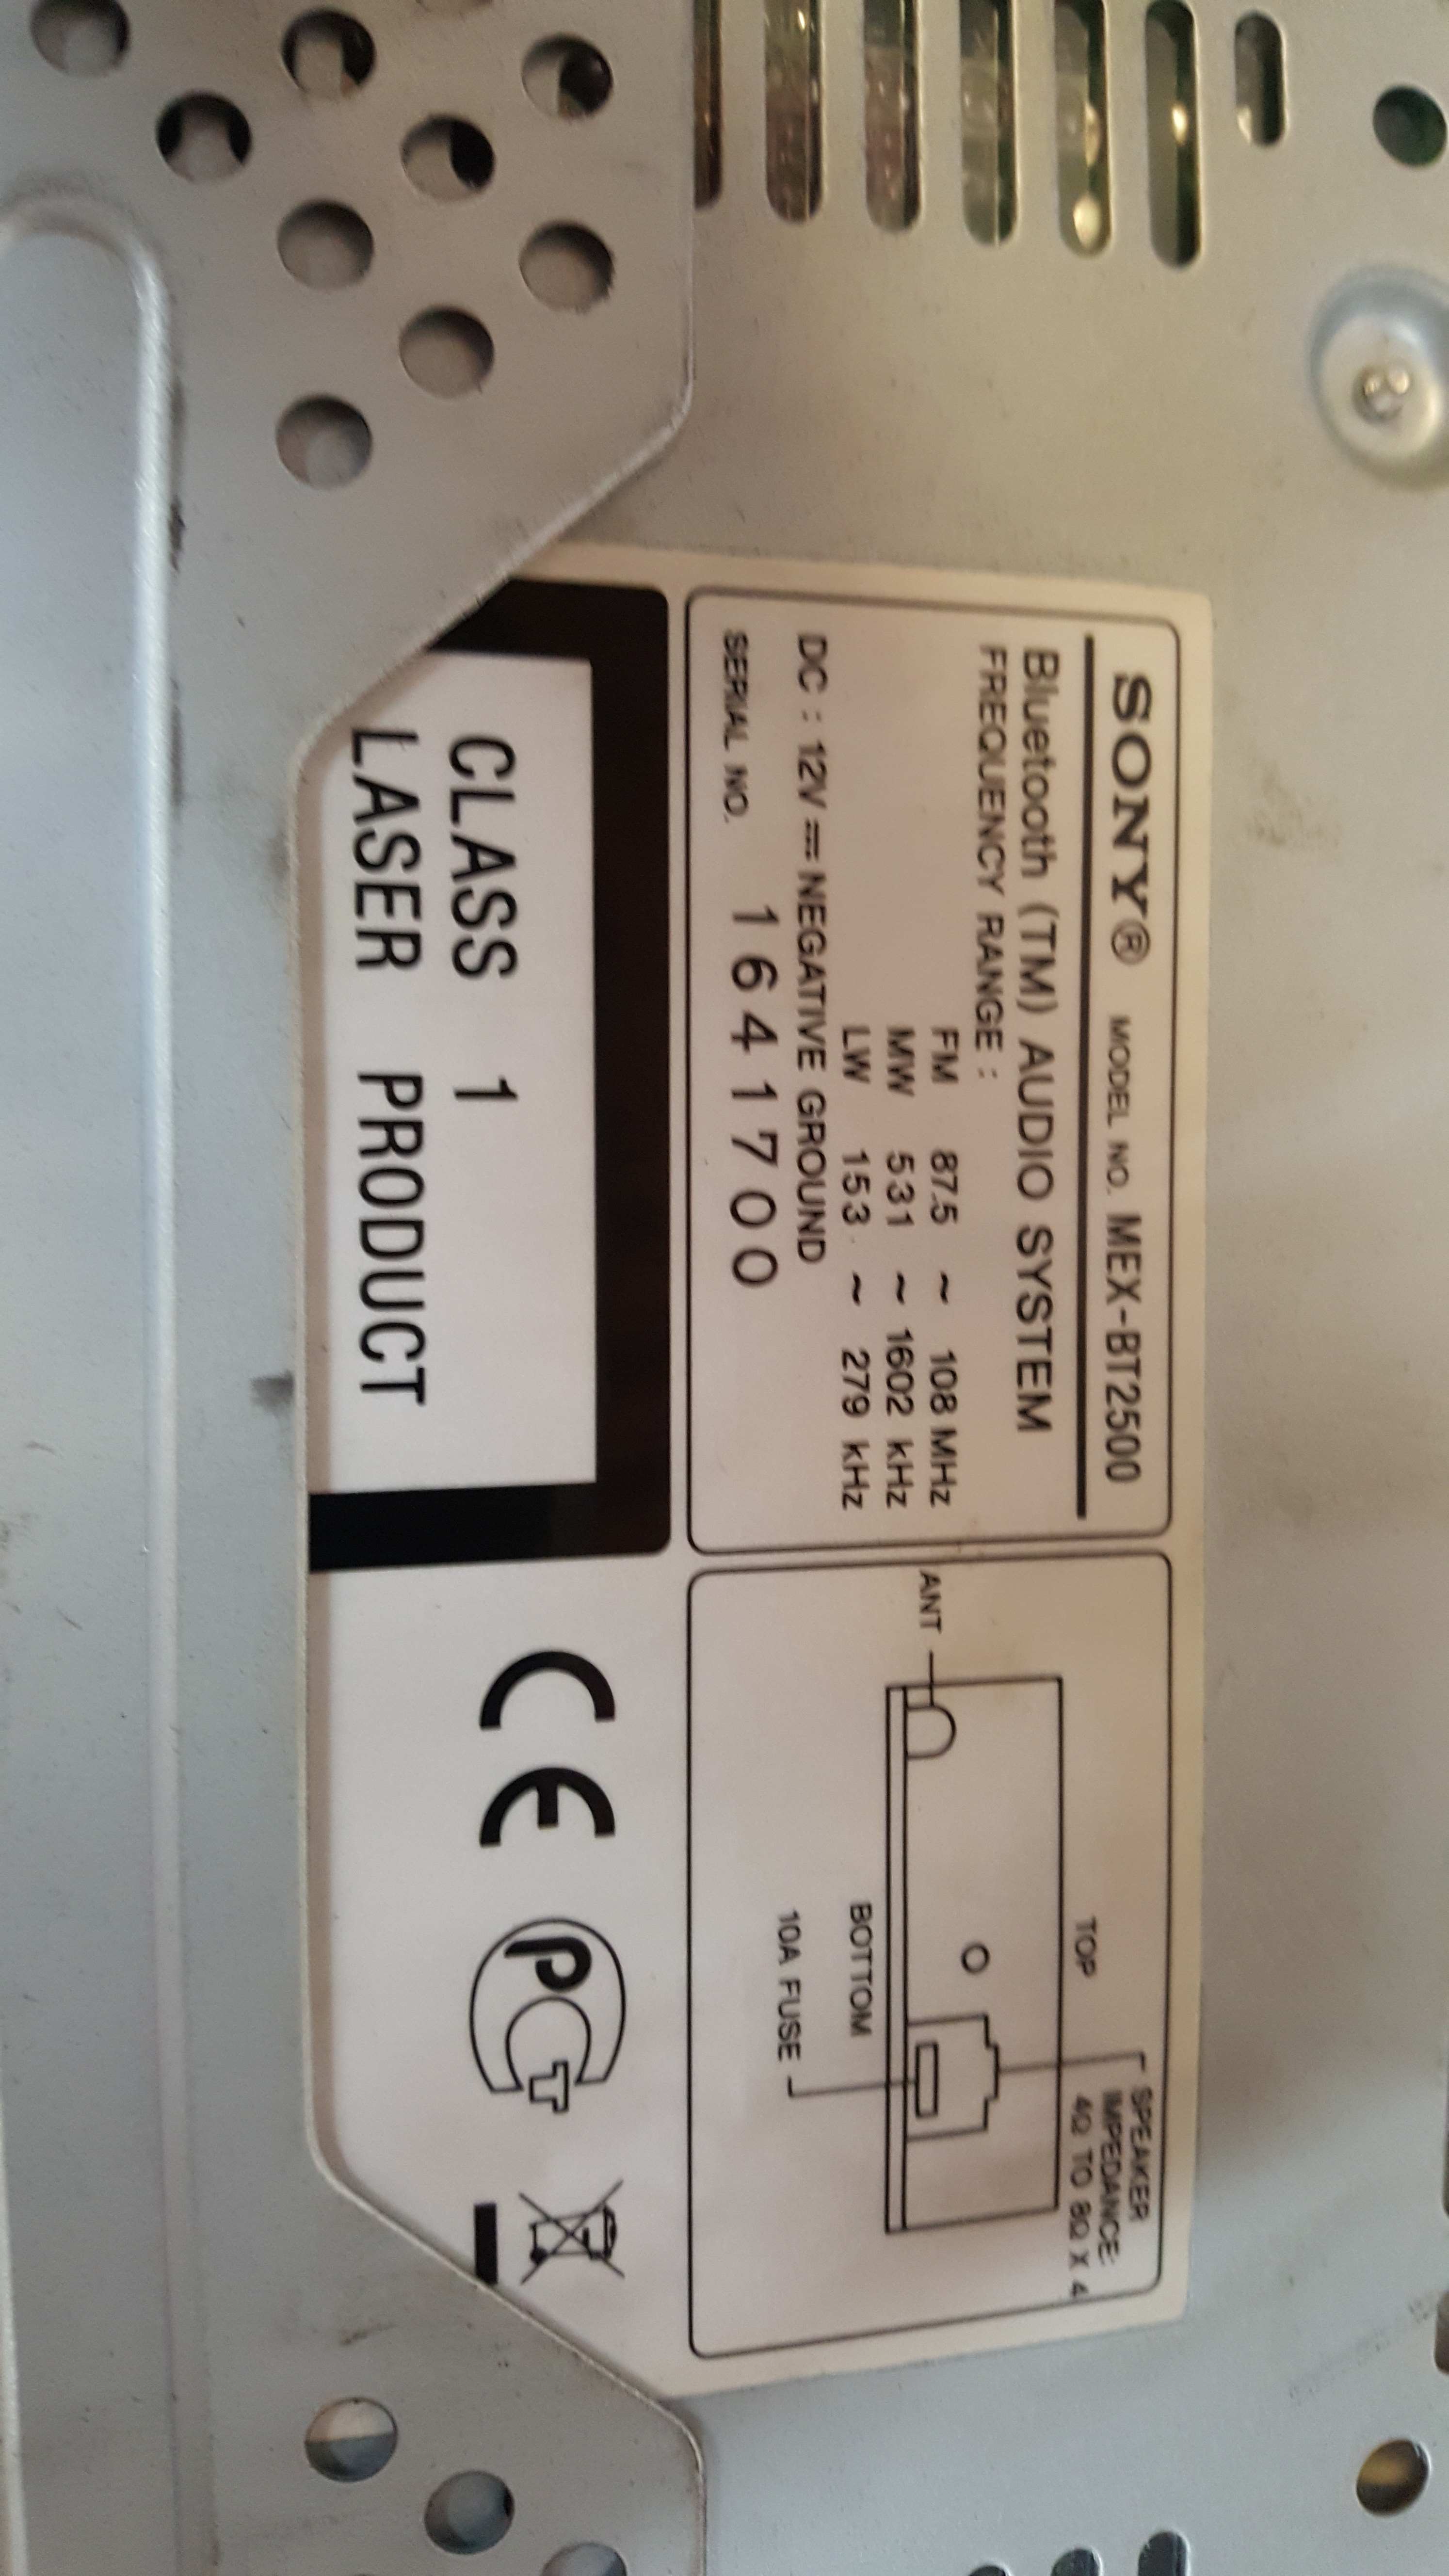 SONY® MODEL NO. MEX-BT2500
Bluetooth (TM) AUDIO SYSTEM
FREQUENCY RANGE :
FM 87.5 ~ 108 MHz
MW 531 ~ 1602 kHz
LW 153 ~ 279 kHz
DC : 12V ⎓ NEGATIVE GROUND
SERIAL NO. 1641700
SPEAKER
IMPEDANCE:
4Ω TO 8Ω X 4
TOP
ANT
BOTTOM
10A FUSE
CLASS 1
LASER PRODUCT
CE
PCT